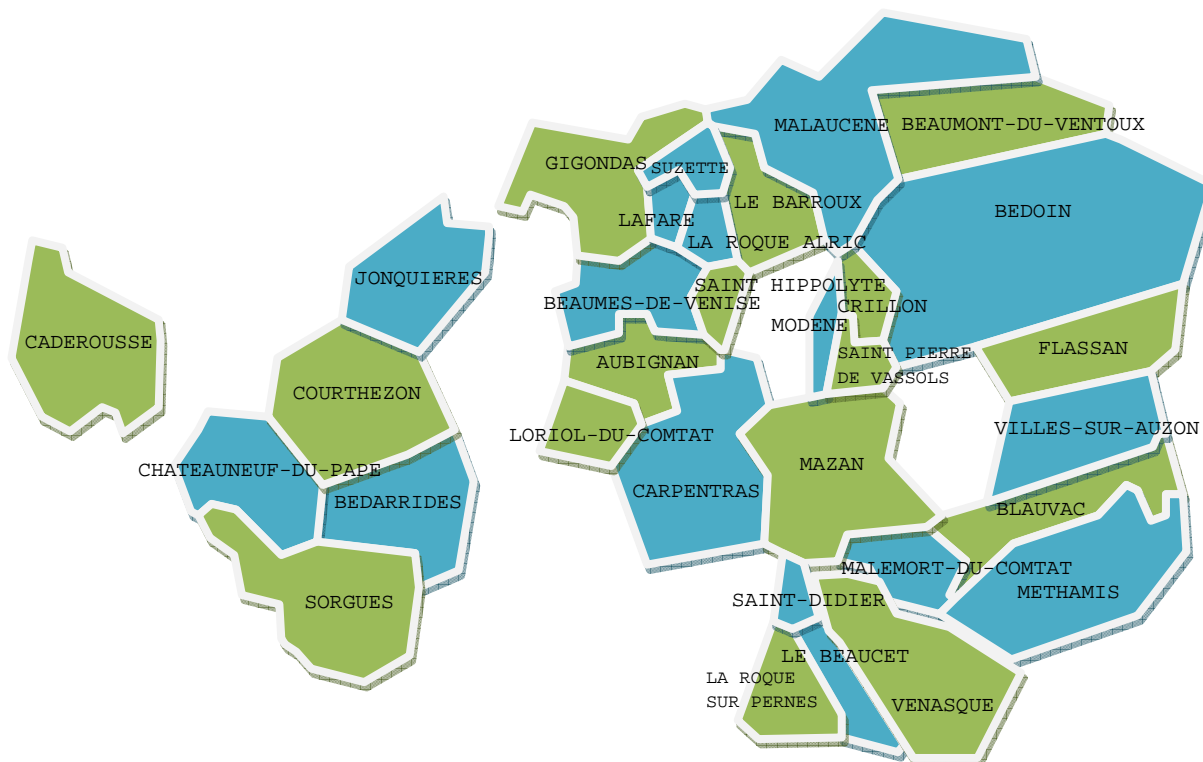 MALAUCENE
BEAUMONT-DU-VENTOUX
GIGONDAS
SUZETTE
LE BARROUX
BEDOIN
LAFARE
LA ROQUE ALRIC
JONQUIERES
SAINT HIPPOLYTE
BEAUMES-DE-VENISE
CRILLON
MODENE
CADEROUSSE
FLASSAN
SAINT PIERRE
DE VASSOLS
AUBIGNAN
COURTHEZON
LORIOL-DU-COMTAT
VILLES-SUR-AUZON
MAZAN
CHATEAUNEUF-DU-PAPE
CARPENTRAS
BEDARRIDES
BLAUVAC
MALEMORT-DU-COMTAT
METHAMIS
SORGUES
SAINT-DIDIER
LE BEAUCET
LA ROQUE
SUR PERNES
VENASQUE